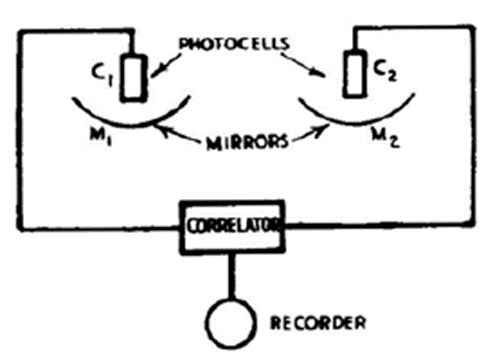 PHOTOCELLS
C1
C2
M1
MIRRORS
M2
CORRELATOR
RECORDER